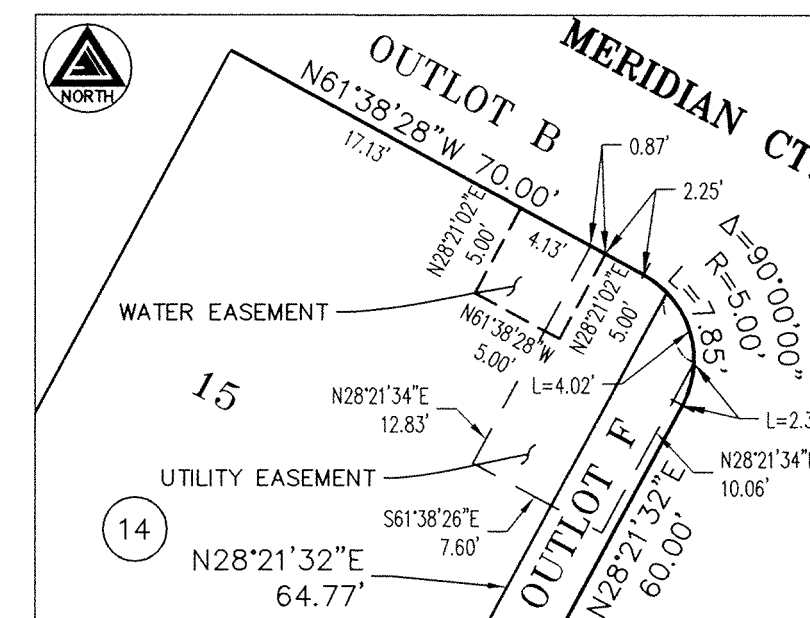 NORTH
OUTLOT B
MERIDIAN CT.
N61°38'28"W 70.00'
17.13'
0.87'
2.25'
4.13'
N28°21'02"E
5.00'
N28°21'02"E
5.00'
N61°38'28"W
5.00'
Δ=90°00'00"
R=5.00'
L=7.85'
WATER EASEMENT
15
N28°21'34"E
12.83'
L=4.02'
L=2.3
UTILITY EASEMENT
N28°21'34"E
10.06'
S61°38'26"E
7.60'
14
OUTLOT F
N28°21'32"E
60.00'
N28°21'32"E
64.77'